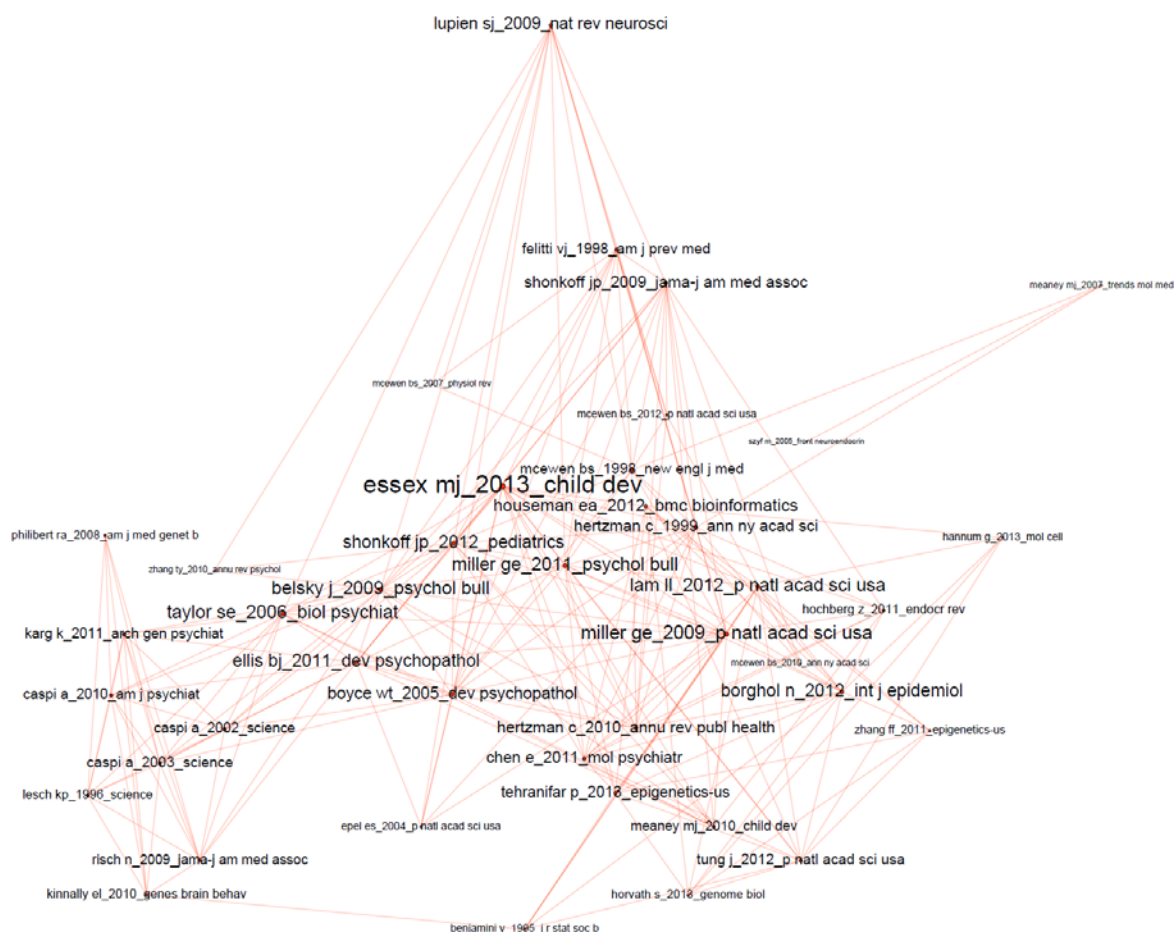 lupien sj_2009_nat rev neurosci
felitti vj_1998_am j prev med
shonkoff jp_2009_jama-j am med assoc
meaney mj_2007_trends mol med
mcewen bs_2007_physiol rev
mcewen bs_2012_p natl acad sci usa
szyf m_2005_front neuroendocrin
mcewen bs_1998_new engl j med
essex mj_2013_child dev
houseman ea_2012_bmc bioinformatics
hertzman c_1999_ann ny acad sci
philibert ra_2008_am j med genet b
hannum g_2013_mol cell
shonkoff jp_2012_pediatrics
miller ge_2011_psychol bull
zhang ty_2010_annu rev psychol
belsky j_2009_psychol bull
lam ll_2012_p natl acad sci usa
taylor se_2006_biol psychiat
hochberg z_2011_endocr rev
karg k_2011_arch gen psychiat
miller ge_2009_p natl acad sci usa
ellis bj_2011_dev psychopathol
mcewen bs_2010_ann ny acad sci
caspi a_2010_am j psychiat
boyce wt_2005_dev psychopathol
borghol n_2012_int j epidemiol
caspi a_2002_science
hertzman c_2010_annu rev publ health
zhang ff_2011_epigenetics-us
caspi a_2003_science
chen e_2011_mol psychiatr
lesch kp_1996_science
tehranifar p_2013_epigenetics-us
epel es_2004_p natl acad sci usa
meaney mj_2010_child dev
risch n_2009_jama-j am med assoc
tung j_2012_p natl acad sci usa
kinnally el_2010_genes brain behav
horvath s_2013_genome biol
benjamini y_1995_j r stat soc b